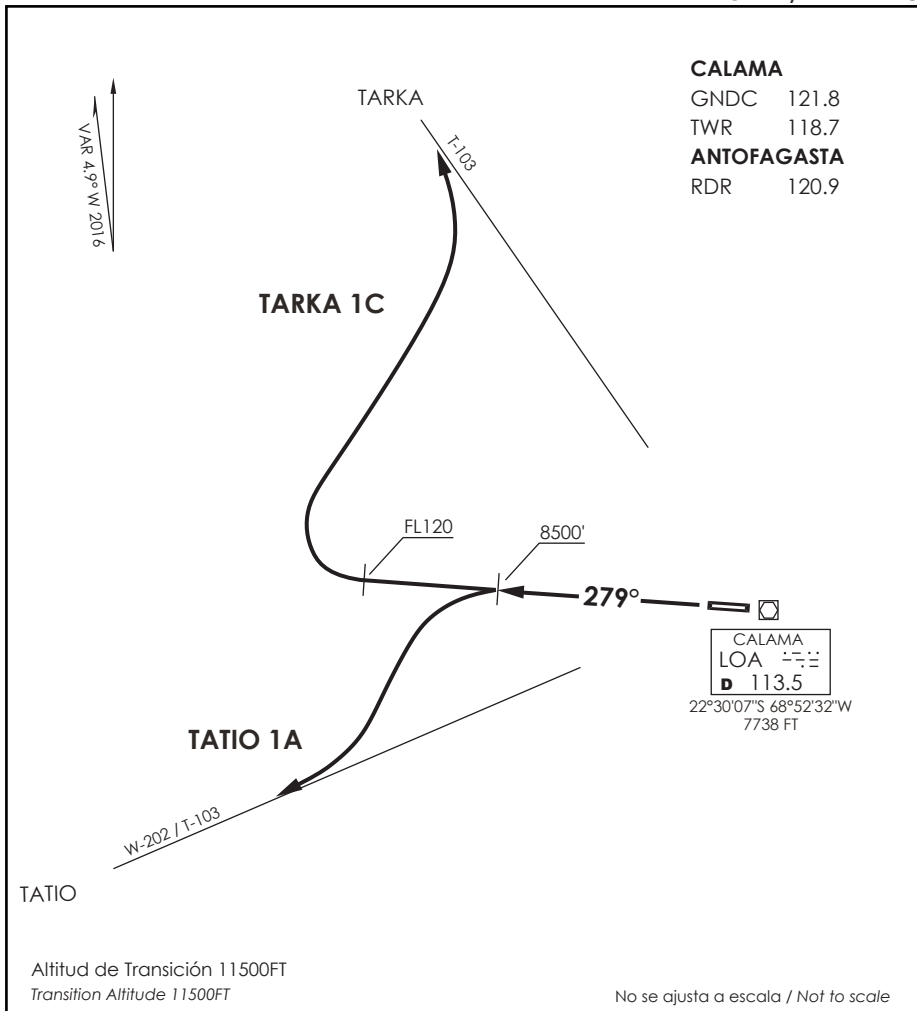 CALAMA
GNDC 121.8
TWR 118.7
ANTOFAGASTA
RDR 120.9
TARKA
T-103
VAR 4.9° W 2016
TARKA 1C
FL120
8500'
279°
CALAMA
LOA
D 113.5
22°30'07"S 68°52'32"W
7738 FT
TATIO 1A
W-202 / T-103
TATIO
Altitud de Transición 11500FT
Transition Altitude 11500FT
No se ajusta a escala / Not to scale